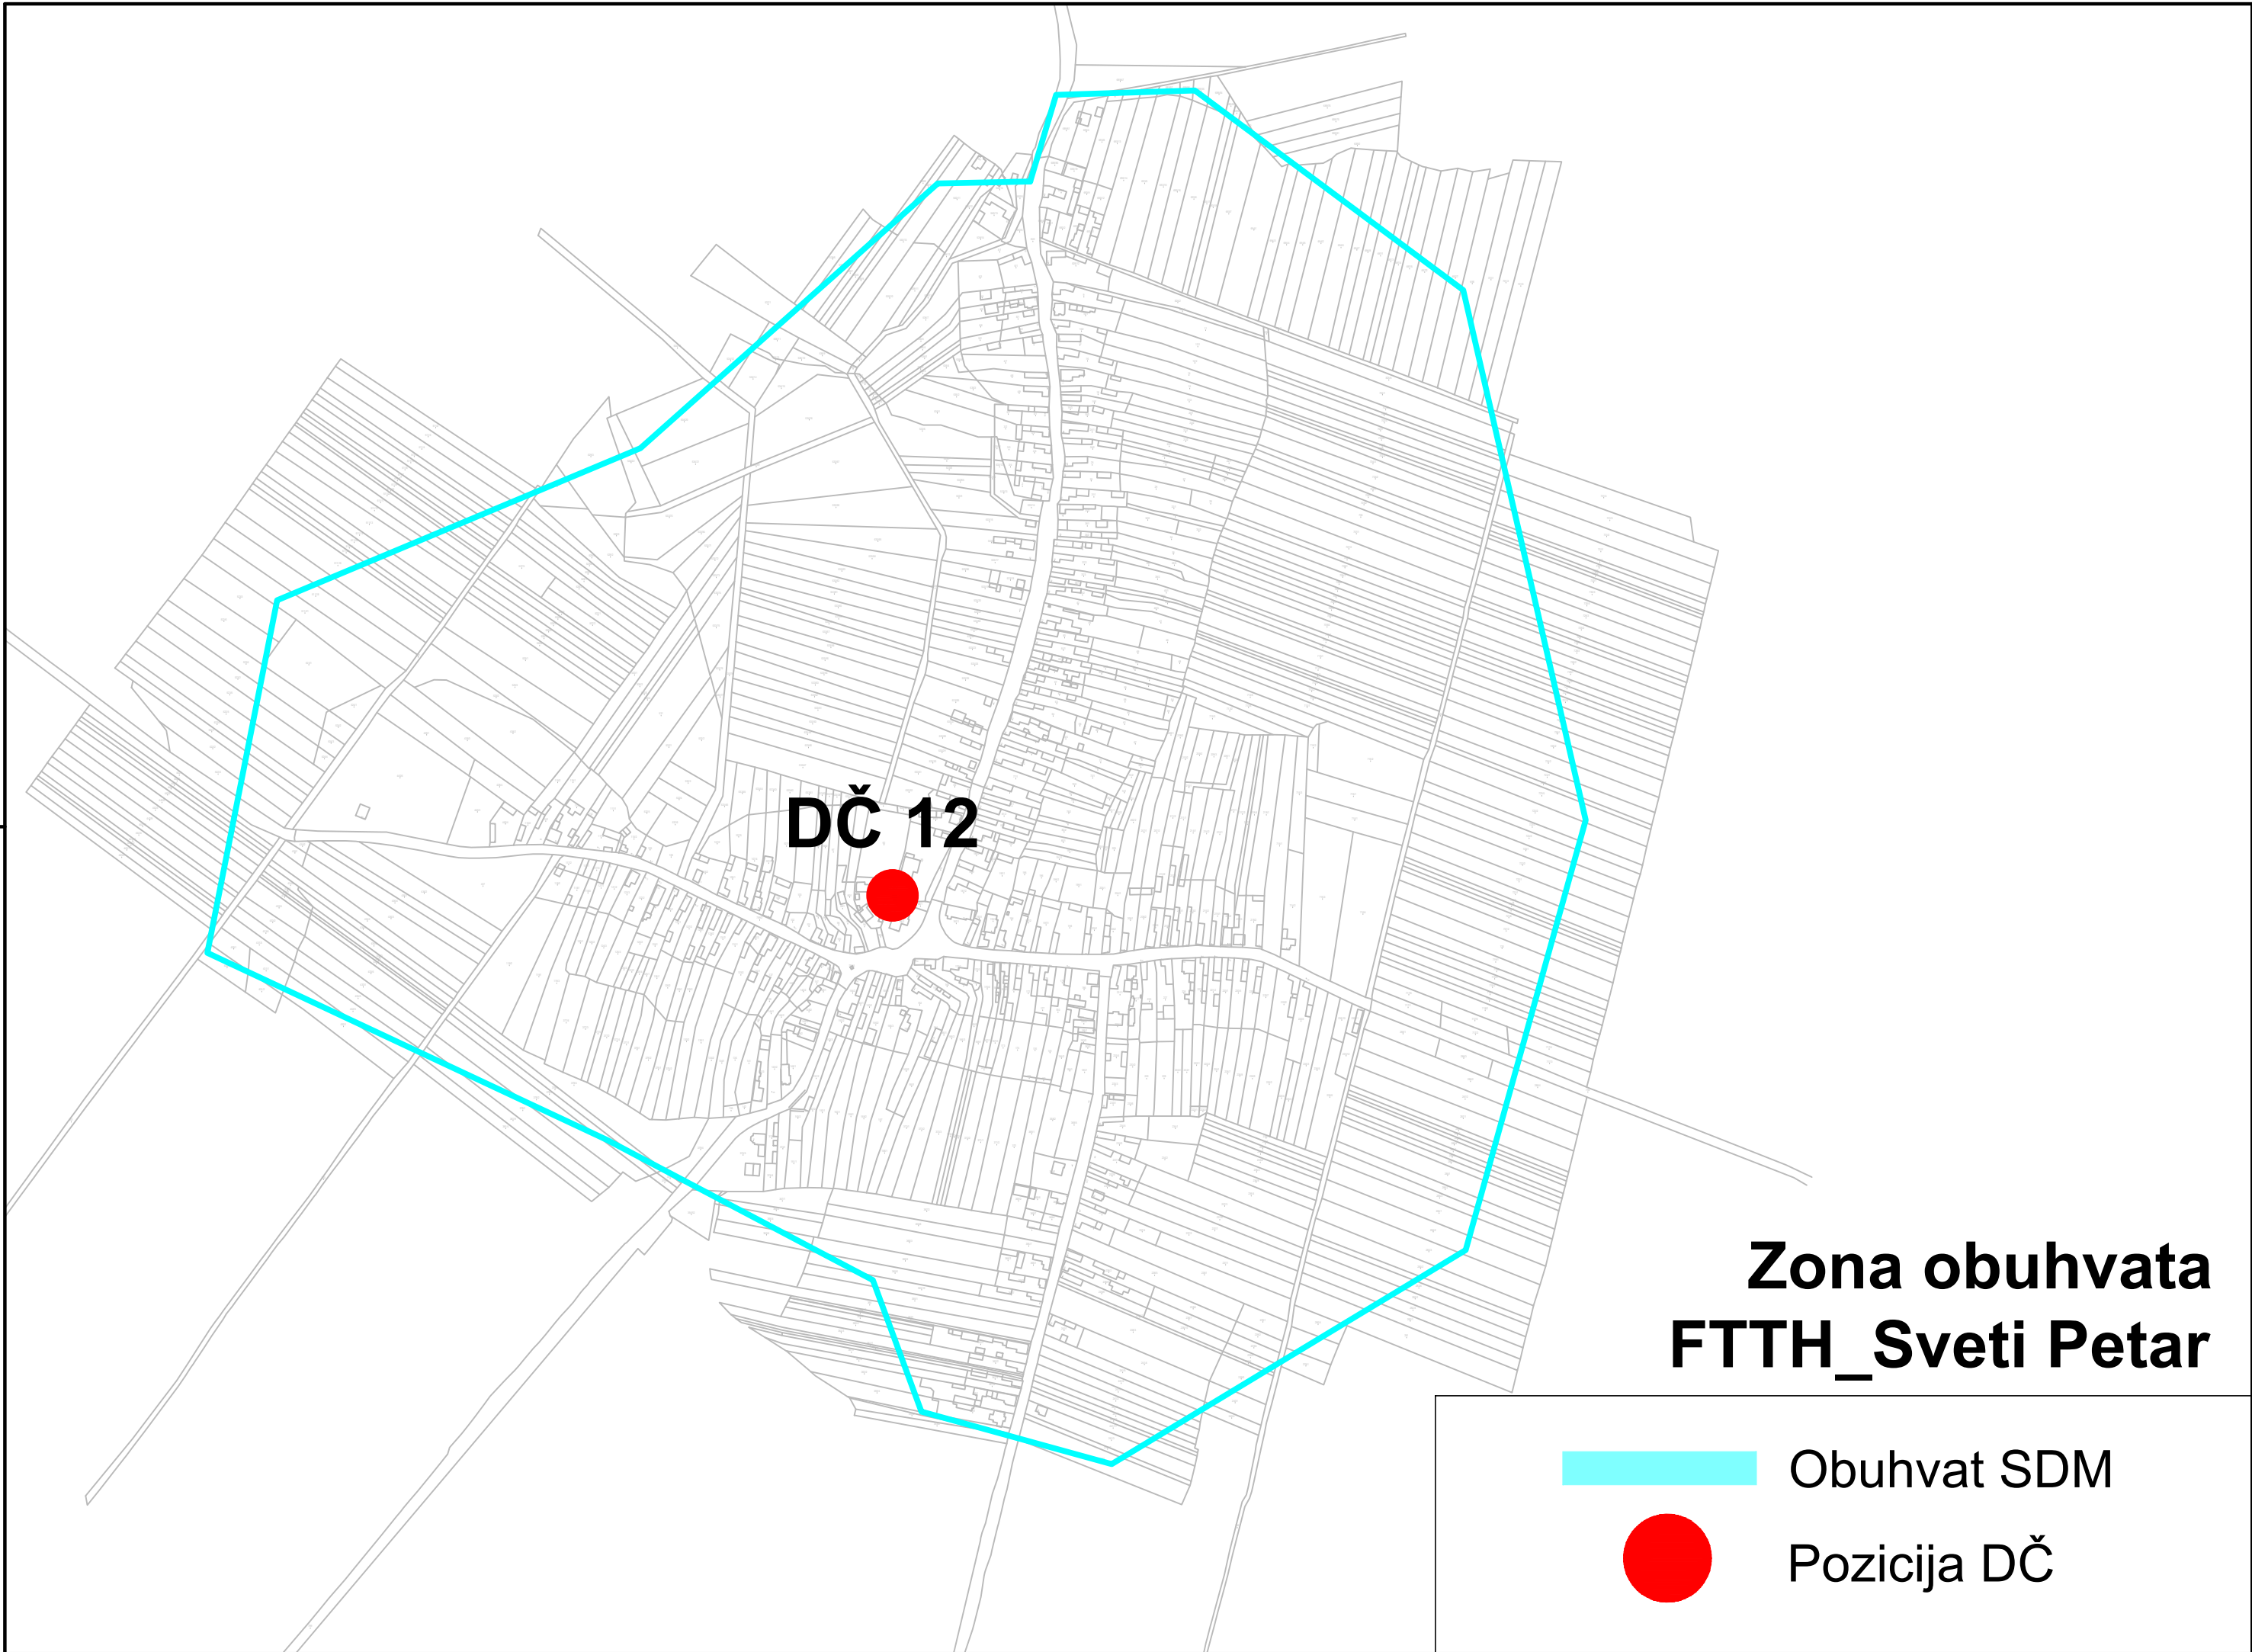 DČ 12
Zona obuhvata
FTTH_Sveti Petar
Obuhvat SDM
Pozicija DČ